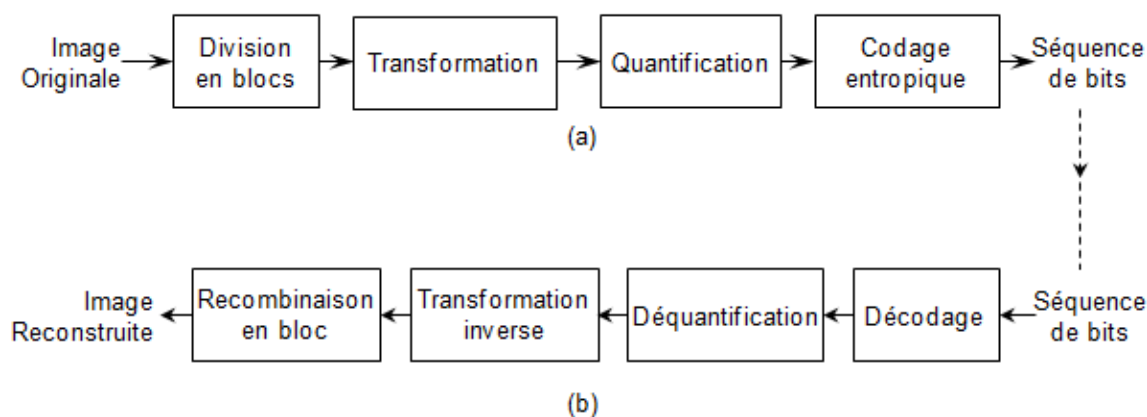 Image
Originale
Division
en blocs
Transformation
Quantification
Codage
entropique
Séquence
de bits
(a)
Image
Reconstruite
Recombinaison
en bloc
Transformation
inverse
Déquantification
Décodage
Séquence
de bits
(b)